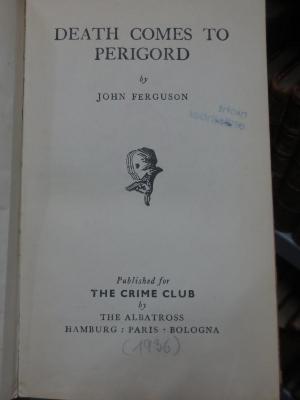 DEATH COMES TO
PERIGORD
by
JOHN FERGUSON
Published for
THE CRIME CLUB
by
THE ALBATROSS
HAMBURG : PARIS : BOLOGNA
(1936)